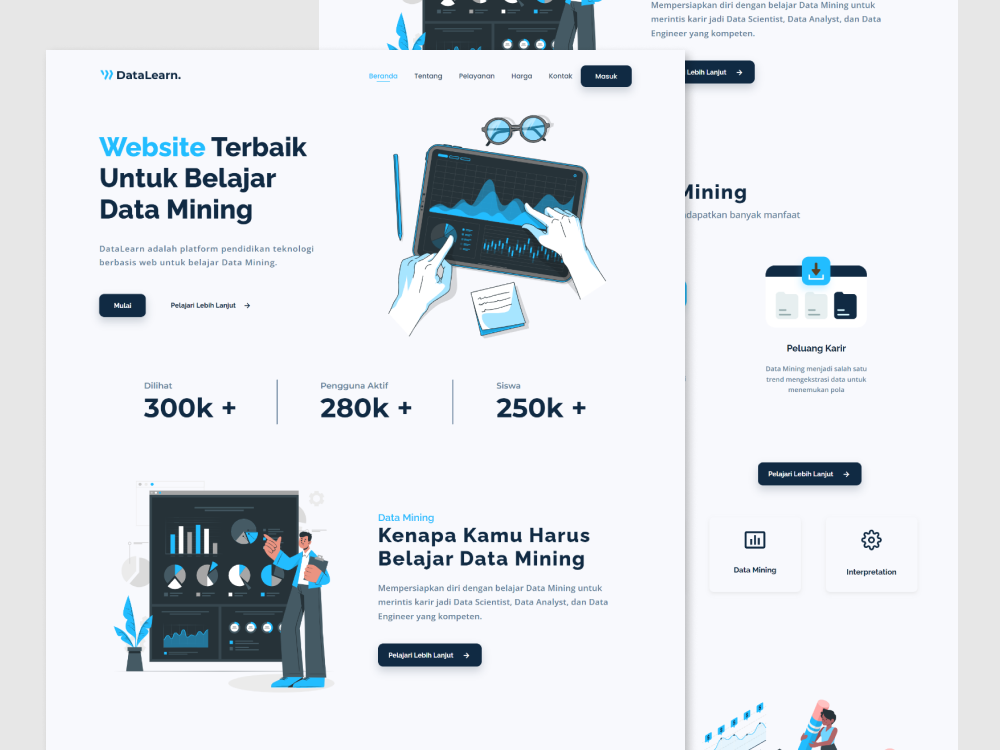 DataLearn.
Beranda
Tentang
Pelayanan
Harga
Kontak
Masuk
Website Terbaik
Untuk Belajar
Data Mining
DataLearn adalah platform pendidikan teknologi
berbasis web untuk belajar Data Mining.
Mulai
Pelajari Lebih Lanjut
Dilihat
300k +
Pengguna Aktif
280k +
Siswa
250k +
Data Mining
Kenapa Kamu Harus
Belajar Data Mining
Mempersiapkan diri dengan belajar Data Mining untuk
merintis karir jadi Data Scientist, Data Analyst, dan Data
Engineer yang kompeten.
Pelajari Lebih Lanjut
Mempersiapkan diri dengan belajar Data Mining untuk
merintis karir jadi Data Scientist, Data Analyst, dan Data
Engineer yang kompeten.
Lebih Lanjut
Mining
dapatkan banyak manfaat
Peluang Karir
Data Mining menjadi salah satu
trend mengekstrasi data untuk
menemukan pola
Pelajari Lebih Lanjut
Data Mining
Interpretation